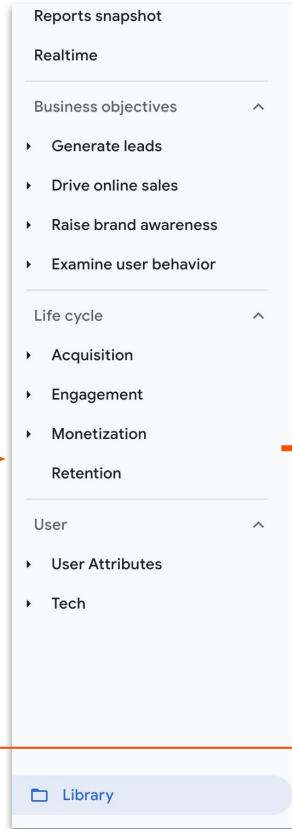 Reports snapshot
Realtime
Business objectives
Generate leads
Drive online sales
Raise brand awareness
Examine user behavior
Life cycle
Acquisition
Engagement
Monetization
Retention
User
User Attributes
Tech
Library